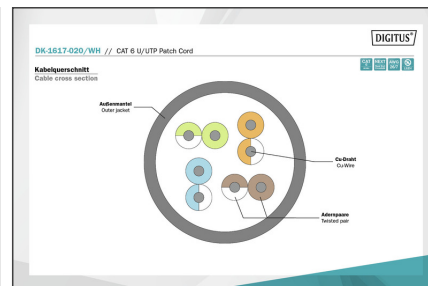 DIGITUS®
DK-1617-020/WH // CAT 6 U/UTP Patch Cord
Kabelquerschnitt
Cable cross section
Außenmantel
Outer jacket
Cu-Draht
Cu-Wire
Aderspaare
Twisted pair